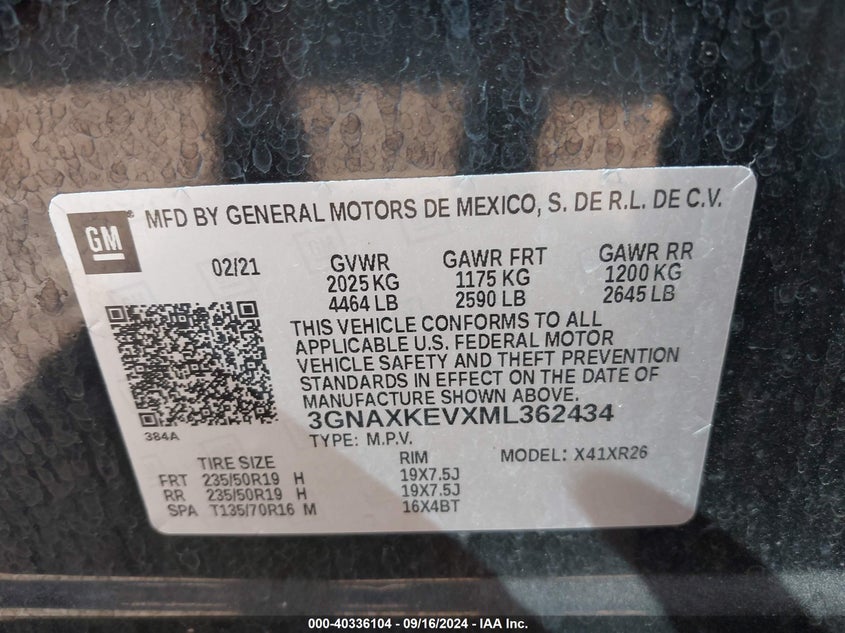 GM
MFD BY GENERAL MOTORS DE MEXICO, S. DE R.L. DE C.V.
02/21 GVWR GAWR FRT GAWR RR
2025 KG 1175 KG 1200 KG
4464 LB 2590 LB 2645 LB
THIS VEHICLE CONFORMS TO ALL
APPLICABLE U.S. FEDERAL MOTOR
VEHICLE SAFETY AND THEFT PREVENTION
STANDARDS IN EFFECT ON THE DATE OF
MANUFACTURE SHOWN ABOVE.
384A
3GNAXKEVXML362434
TYPE: M.P.V. MODEL: X41XR26
TIRE SIZE RIM
FRT 235/50R19 H 19X7.5J
RR 235/50R19 H 19X7.5J
SPA T135/70R16 M 16X4BT
000-40336104 - 09/16/2024 - IAA Inc.